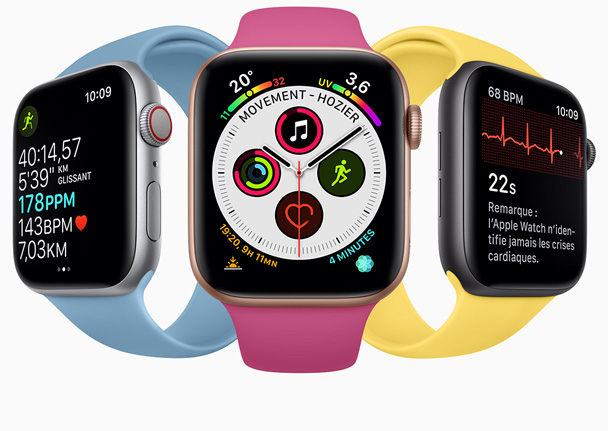 10:09
40:14,57
5'39" KM
GLISSANT
178PPM
143BPM
7,03KM
20°
11
32
UV
3,6
MOVEMENT - HOZIER
19:20 9H 11MN
4 MINUTES
68 BPM
10:09
22s
Remarque :
l'Apple Watch n'iden-
tifie jamais les crises
cardiaques.